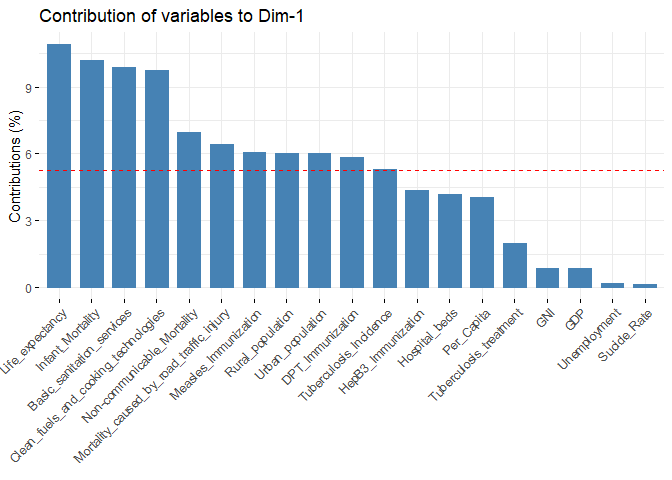 Contribution of variables to Dim-1
Contributions (%)
9
6
3
0
Life_expectancy
Infant_Mortality
Basic_sanitation_services
Clean_fuels_and_cooking_technologies
Non-communicable_Mortality
Mortality_caused_by_road_traffic_injury
Measles_Immunization
Rural_population
Urban_population
DPT_Immunization
Tuberculosis_Incidence
HepB3_Immunization
Hospital_beds
Per_Capita
Tuberculosis_treatment
GNI
GDP
Unemployment
Suicide_Rate